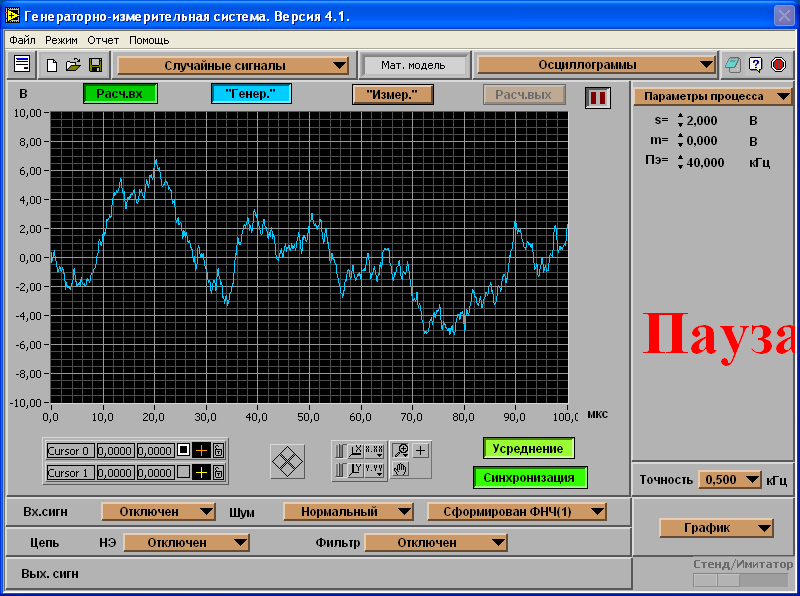 Генераторно-измерительная система. Версия 4.1.
Файл Режим Отчет Помощь
Случайные сигналы Мат. модель Осциллограммы
В Расч.вх "Генер." "Измер." Расч.вых Параметры процесса
10,00
8,00
6,00
4,00
2,00
0,00
-2,00
-4,00
-6,00
-8,00
-10,00
0,0 10,0 20,0 30,0 40,0 50,0 60,0 70,0 80,0 90,0 100,0 мкс
s= 2,000 В
m= 0,000 В
Пэ= 40,000 кГц
Пауза
Cursor 0 0,0000 0,0000
Cursor 1 0,0000 0,0000
X X.XX
Y Y.YY
Усреднение
Синхронизация
Точность 0,500 кГц
Вх.сигн Отключен Шум Нормальный Сформирован ФНЧ(1)
График
Цепь НЭ Отключен Фильтр Отключен
Вых. сигн
Стенд/Имитатор